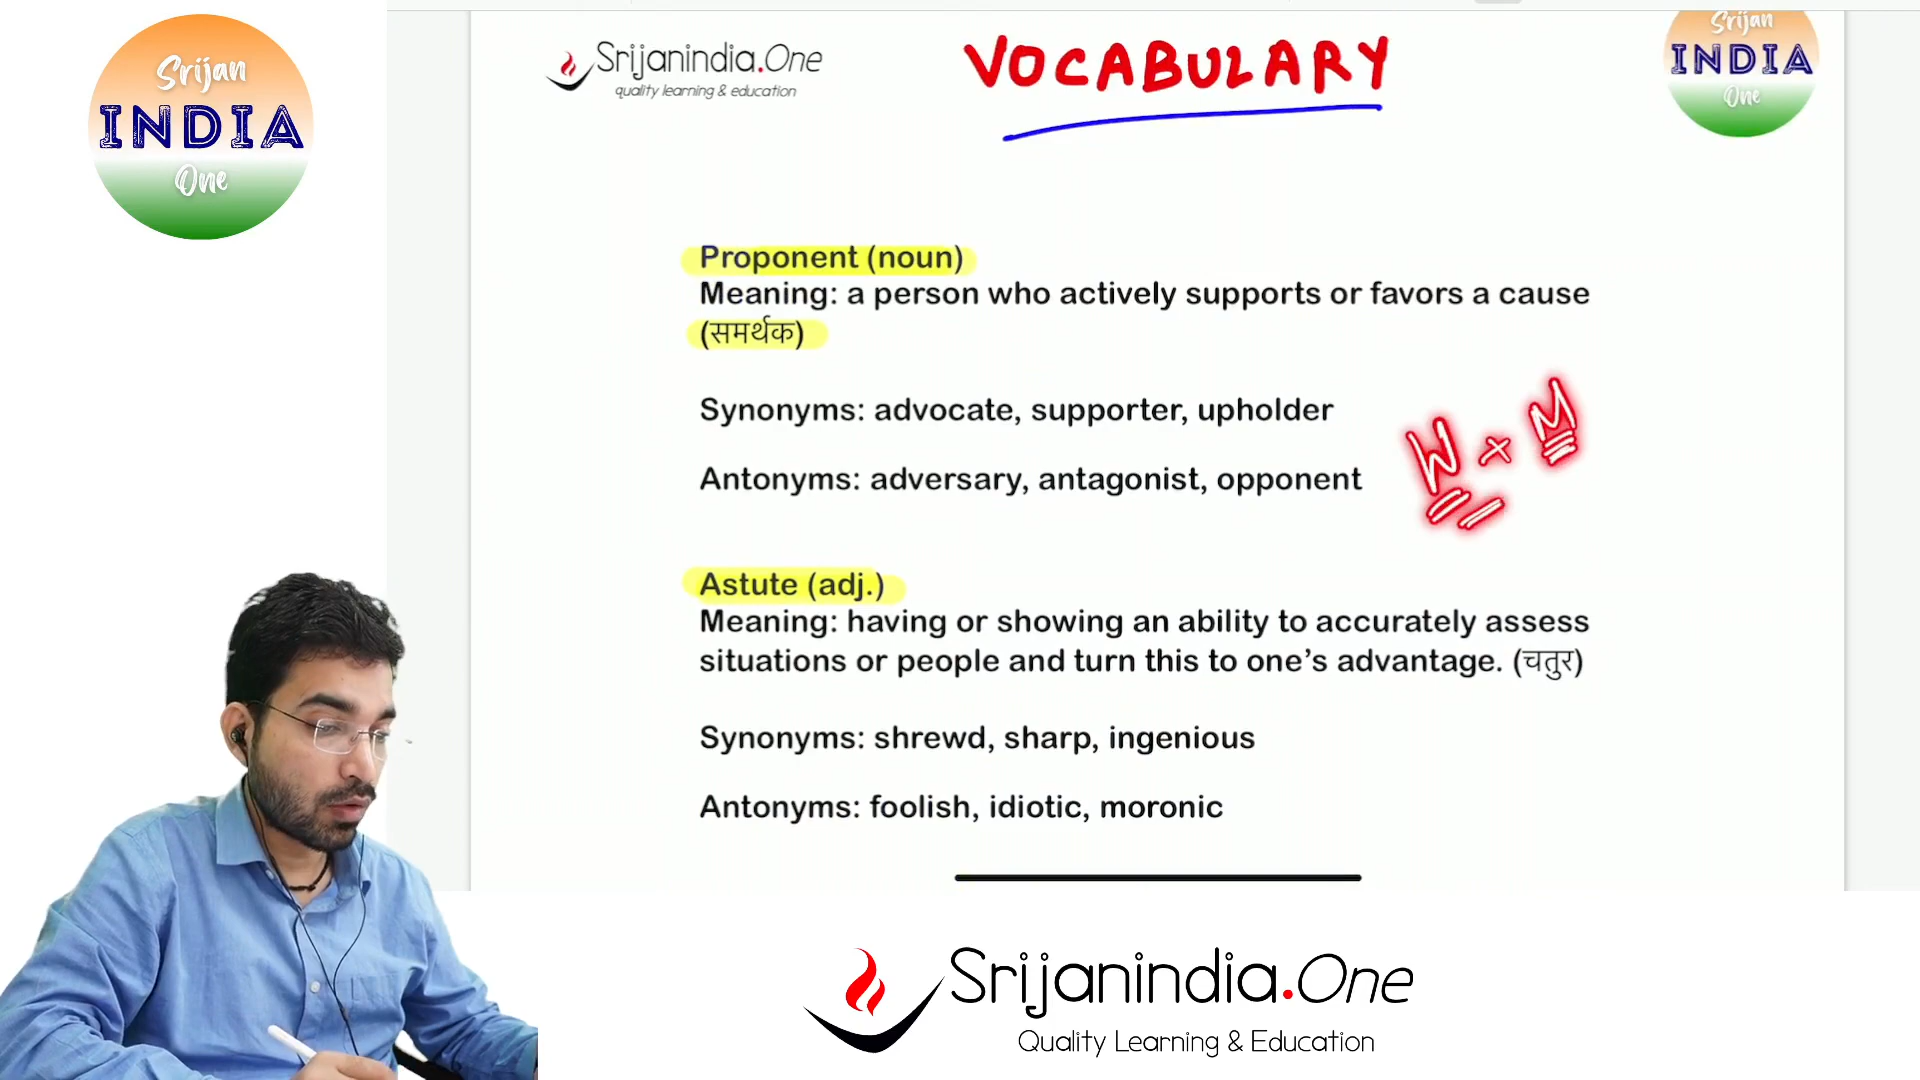 Srijan
INDIA
One
Srijanindia.One
quality learning & education
VOCABULARY
Srijan
INDIA
One
Proponent (noun)
Meaning: a person who actively supports or favors a cause
(समर्थक)
Synonyms: advocate, supporter, upholder
Antonyms: adversary, antagonist, opponent
W x M
Astute (adj.)
Meaning: having or showing an ability to accurately assess
situations or people and turn this to one's advantage. (चतुर)
Synonyms: shrewd, sharp, ingenious
Antonyms: foolish, idiotic, moronic
Srijanindia.One
Quality Learning & Education